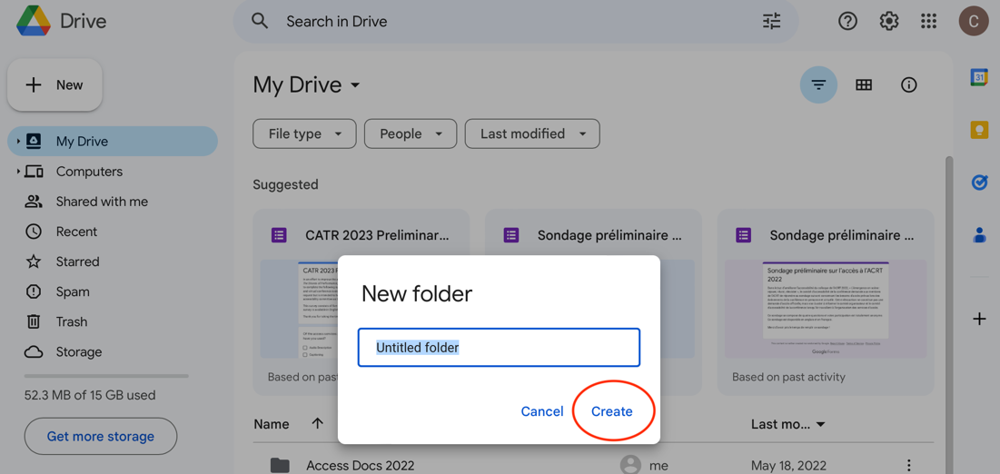 Drive
Search in Drive
C
New
My Drive
31
My Drive
File type
People
Last modified
Computers
Shared with me
Suggested
Recent
CATR 2023 Preliminar...
Sondage préliminaire ...
Sondage préliminaire ...
Starred
CATR 2023 P
Sondage préliminaire sur l'accès à l'ACRT
2022
New folder
Spam
Trash
Untitled folder
Storage
Based on past
Based on past activity
52.3 MB of 15 GB used
Cancel
Create
Name
Last mo...
Get more storage
Access Docs 2022
me
May 18, 2022